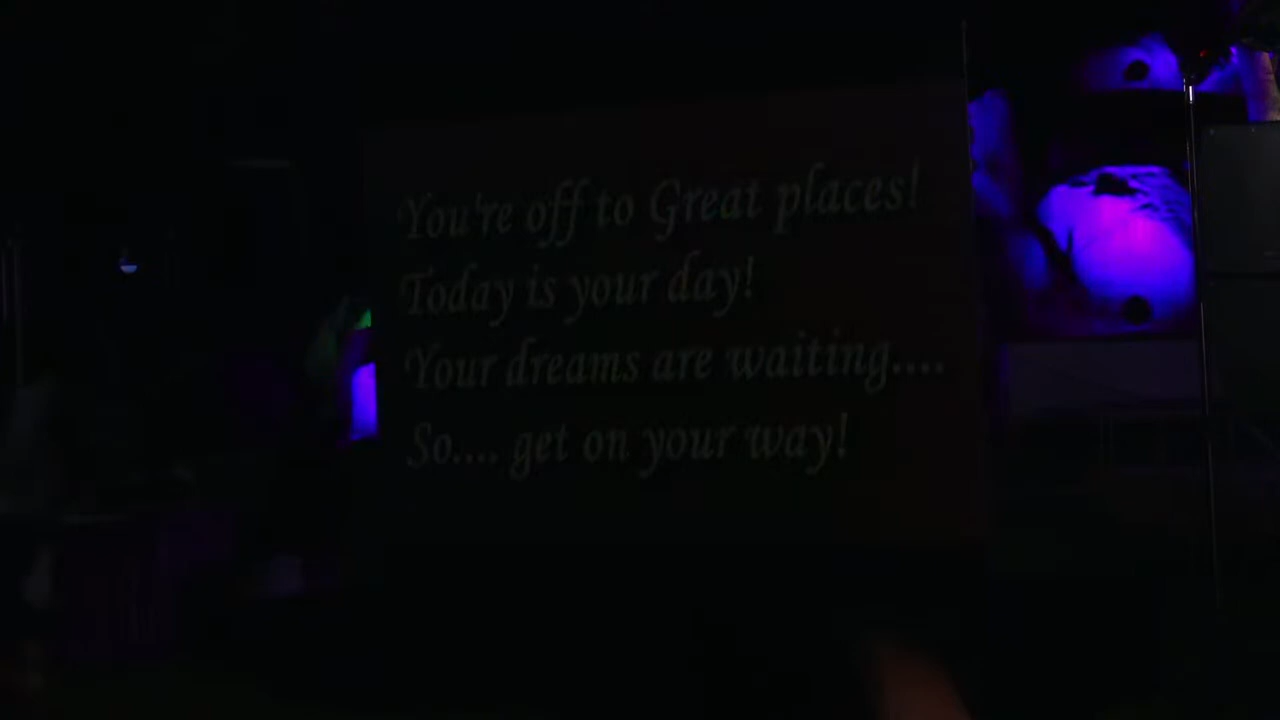 You're off to Great places!
Today is your day!
Your dreams are waiting....
So.... get on your way!